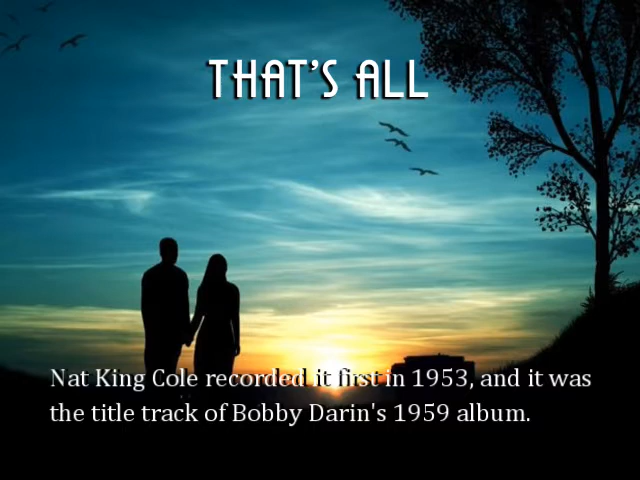 THAT'S ALL
Nat King Cole recorded it first in 1953, and it was
the title track of Bobby Darin's 1959 album.